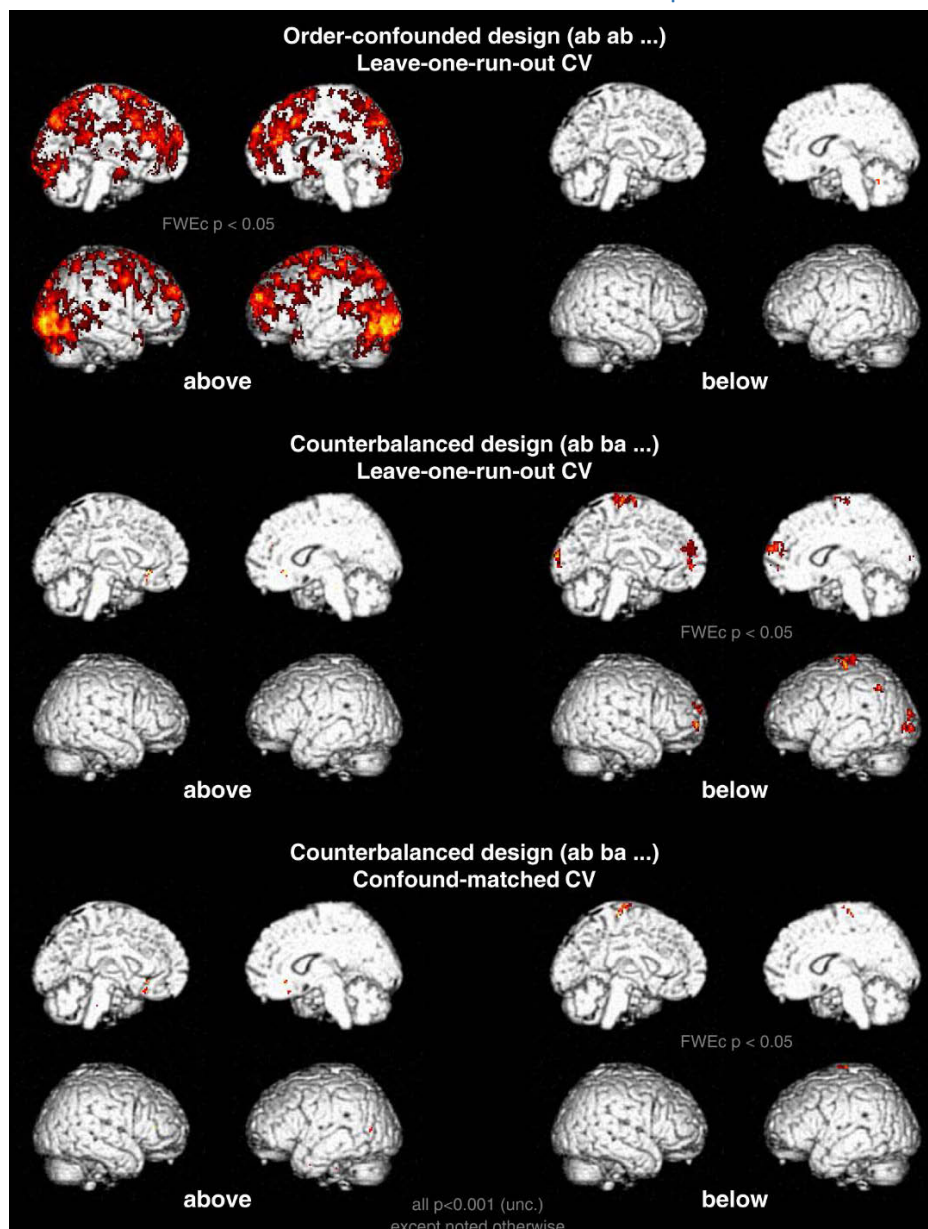 Order-confounded design (ab ab ...)
Leave-one-run-out CV
FWEc p < 0.05
above
below
Counterbalanced design (ab ba ...)
Leave-one-run-out CV
FWEc p < 0.05
above
below
Counterbalanced design (ab ba ...)
Confound-matched CV
FWEc p < 0.05
above
below
all p<0.001 (unc.)
except noted otherwise